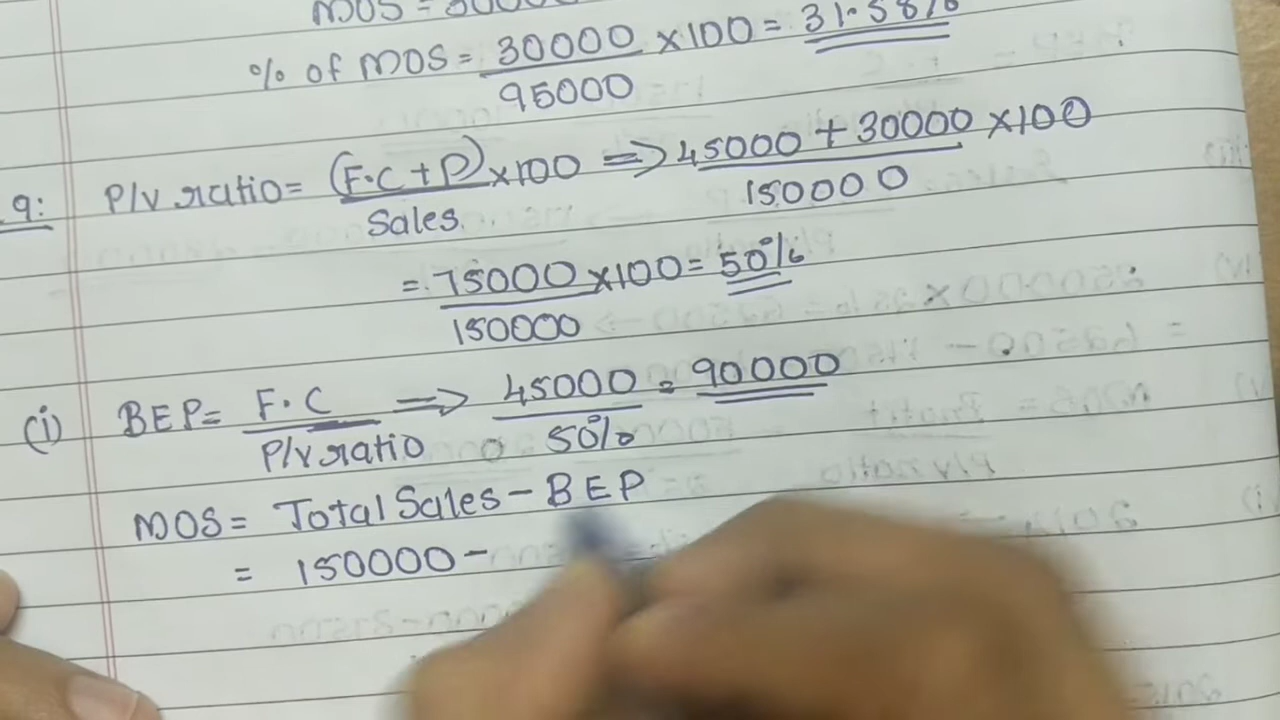 MOS =
% of MOS = 30000/95000 ×100 = 31.58%
9: P/v ratio = (F.C + P)/Sales ×100 ⇒ 45000 + 30000/150000 ×100
= 75000/150000 ×100 = 50%
(i) BEP = F.C/P/v ratio ⇒ 45000/50% = 90000
MOS = Total Sales - BEP
= 150000 -